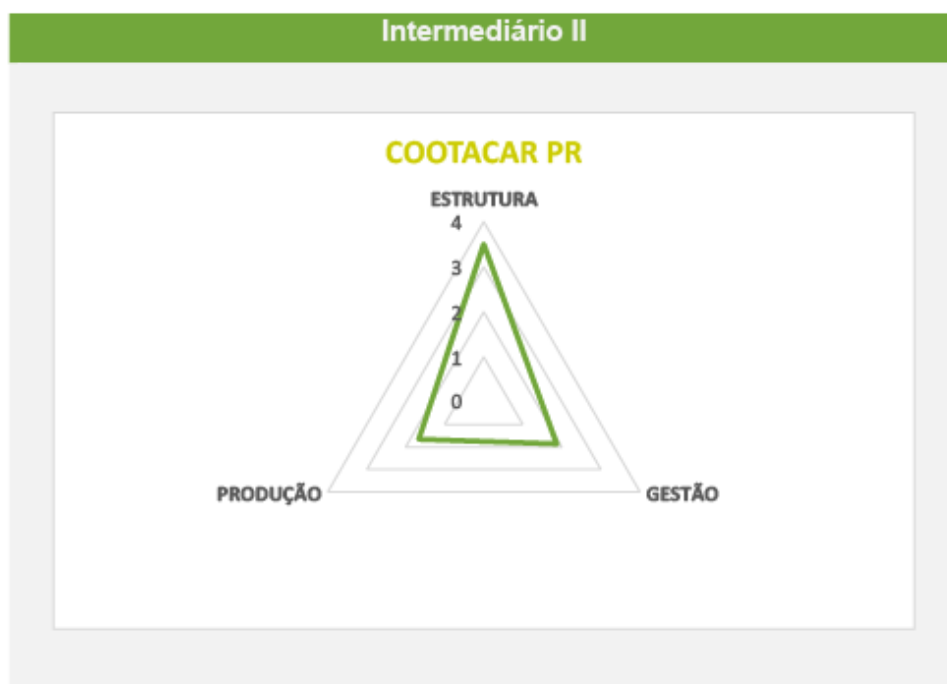 Intermediário II
COOTACAR PR
ESTRUTURA
4
3
2
1
0
PRODUÇÃO
GESTÃO